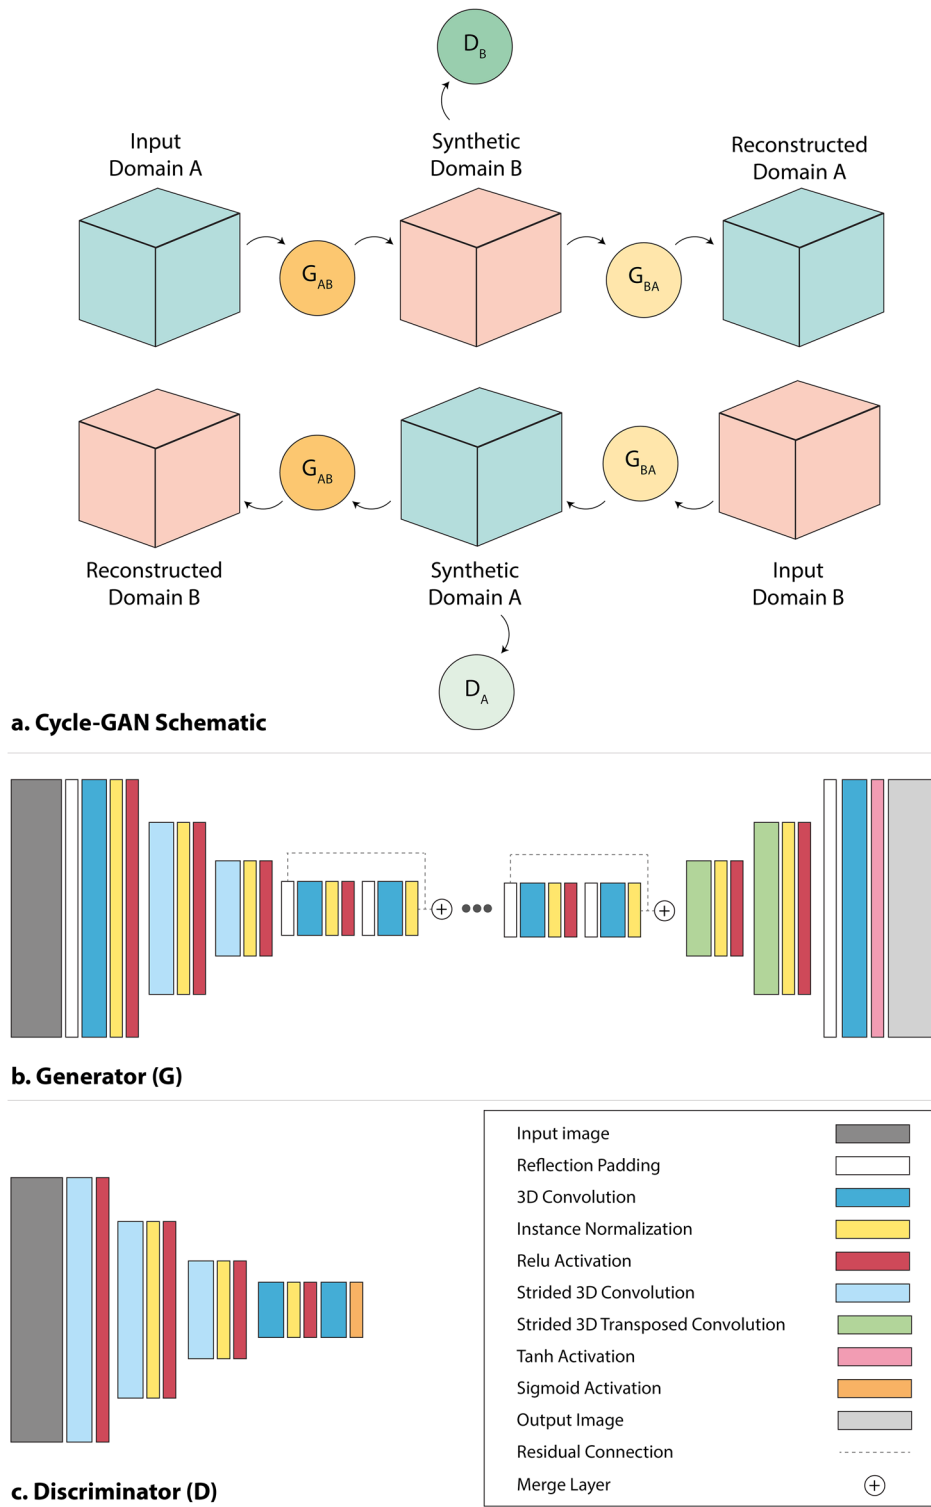 D_B
Input
Domain A
Synthetic
Domain B
Reconstructed
Domain A
G_AB
G_BA
G_AB
G_BA
Reconstructed
Domain B
Synthetic
Domain A
Input
Domain B
D_A
a. Cycle-GAN Schematic
b. Generator (G)
Input image
Reflection Padding
3D Convolution
Instance Normalization
Relu Activation
Strided 3D Convolution
Strided 3D Transposed Convolution
Tanh Activation
Sigmoid Activation
Output Image
Residual Connection
Merge Layer
c. Discriminator (D)